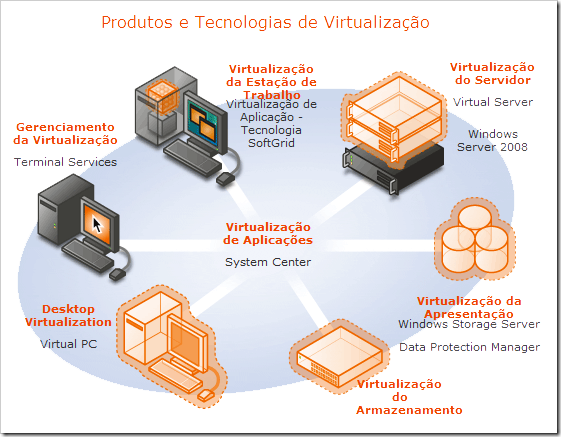 Produtos e Tecnologias de Virtualização
Virtualização
da Estação de
Trabalho
Virtualização de
Aplicação -
Tecnologia
SoftGrid
Virtualização
do Servidor
Virtual Server
Windows
Server 2008
Gerenciamento
da Virtualização
Terminal Services
Virtualização
de Aplicações
System Center
Desktop
Virtualization
Virtual PC
Virtualização da
Apresentação
Windows Storage Server
Data Protection Manager
Virtualização
do
Armazenamento